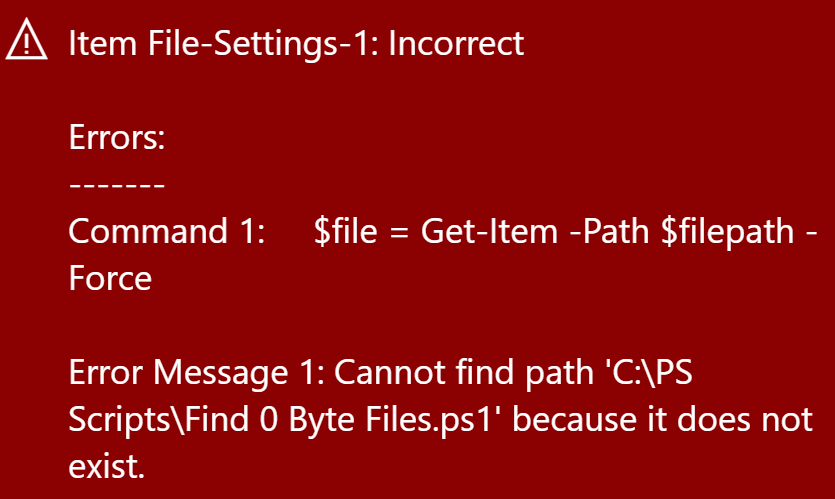 Item File-Settings-1: Incorrect
Errors:
-------
Command 1:     $file = Get-Item -Path $filepath -
Force
Error Message 1: Cannot find path 'C:\PS
Scripts\Find 0 Byte Files.ps1' because it does not
exist.